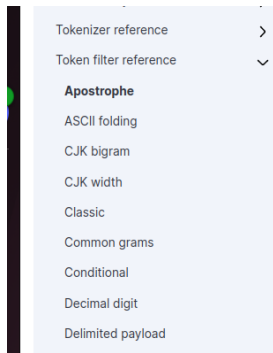 Tokenizer reference
Token filter reference
Apostrophe
ASCII folding
CJK bigram
CJK width
Classic
Common grams
Conditional
Decimal digit
Delimited payload